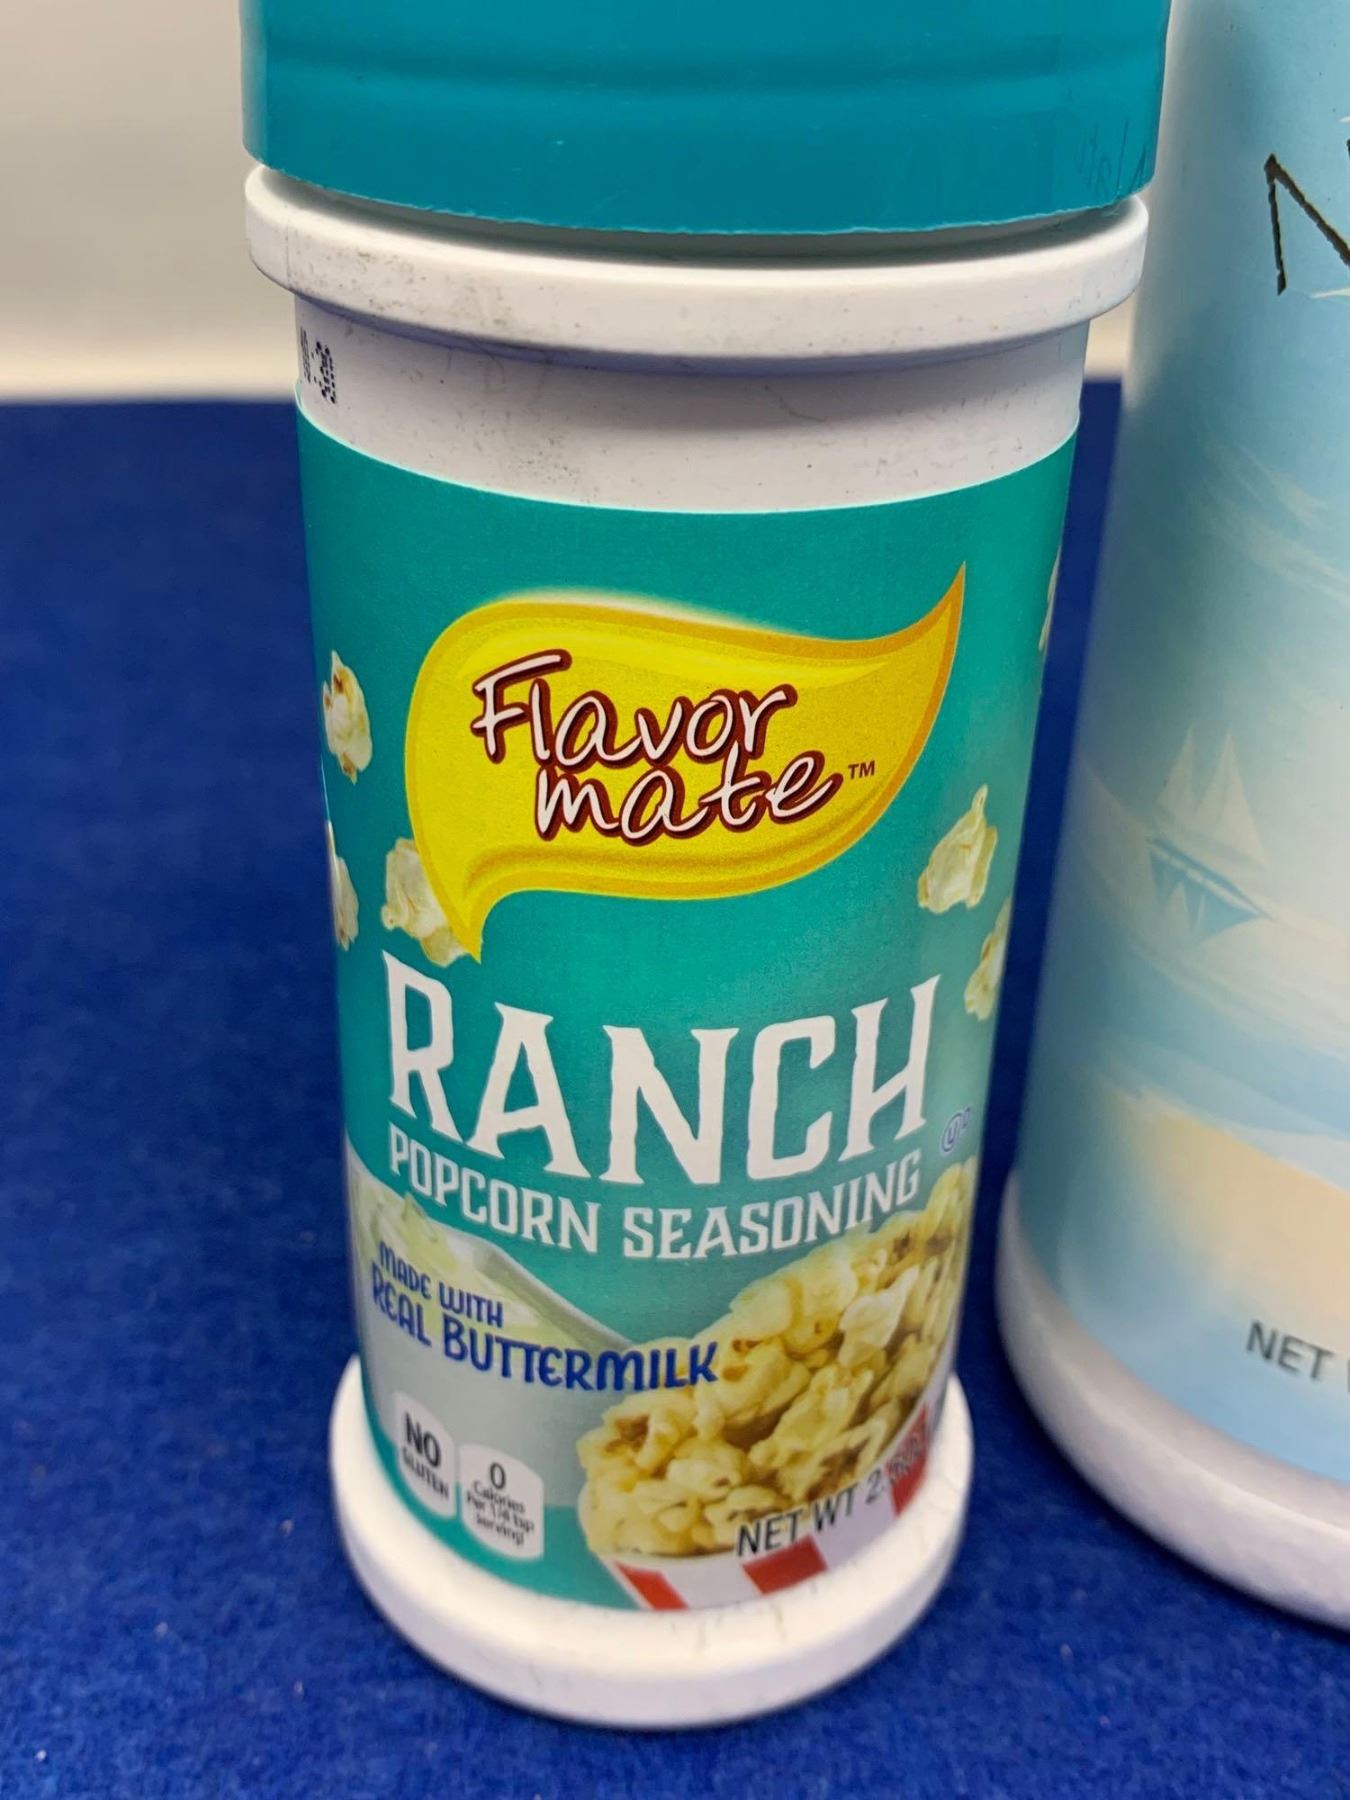 Flavor
mate™
RANCH
POPCORN SEASONING
ⓊD
MADE WITH
REAL BUTTERMILK
NO
GLUTEN
0
Calories
Per 1/4 tsp
serving
NET WT
NET